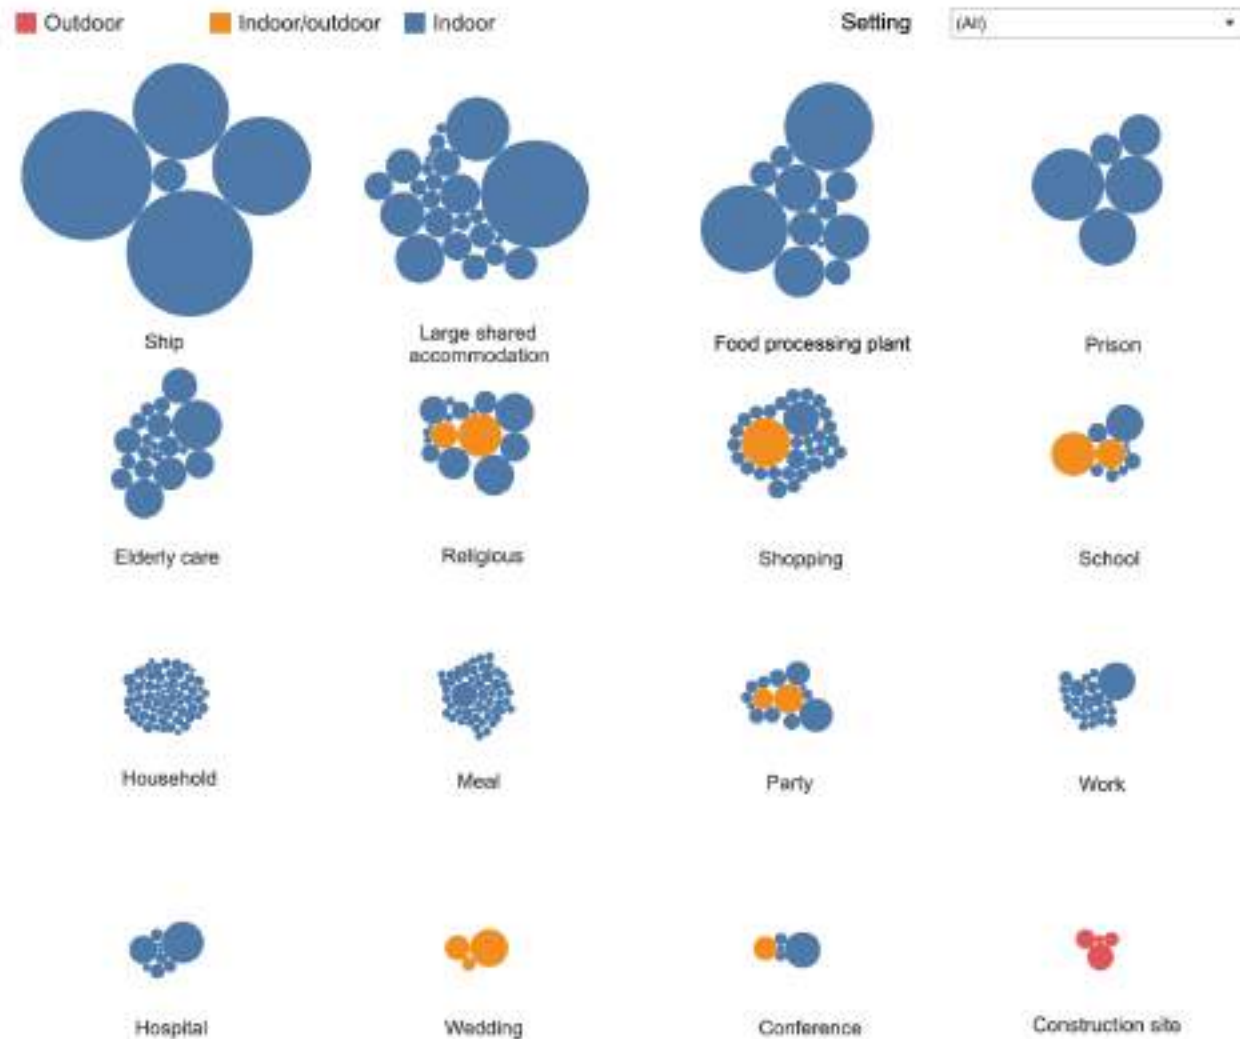 Outdoor
Indoor/outdoor
Indoor
Setting
(All)
Ship
Large shared
accommodation
Food processing plant
Prison
Elderly care
Religious
Shopping
School
Household
Meal
Party
Work
Hospital
Wedding
Conference
Construction site